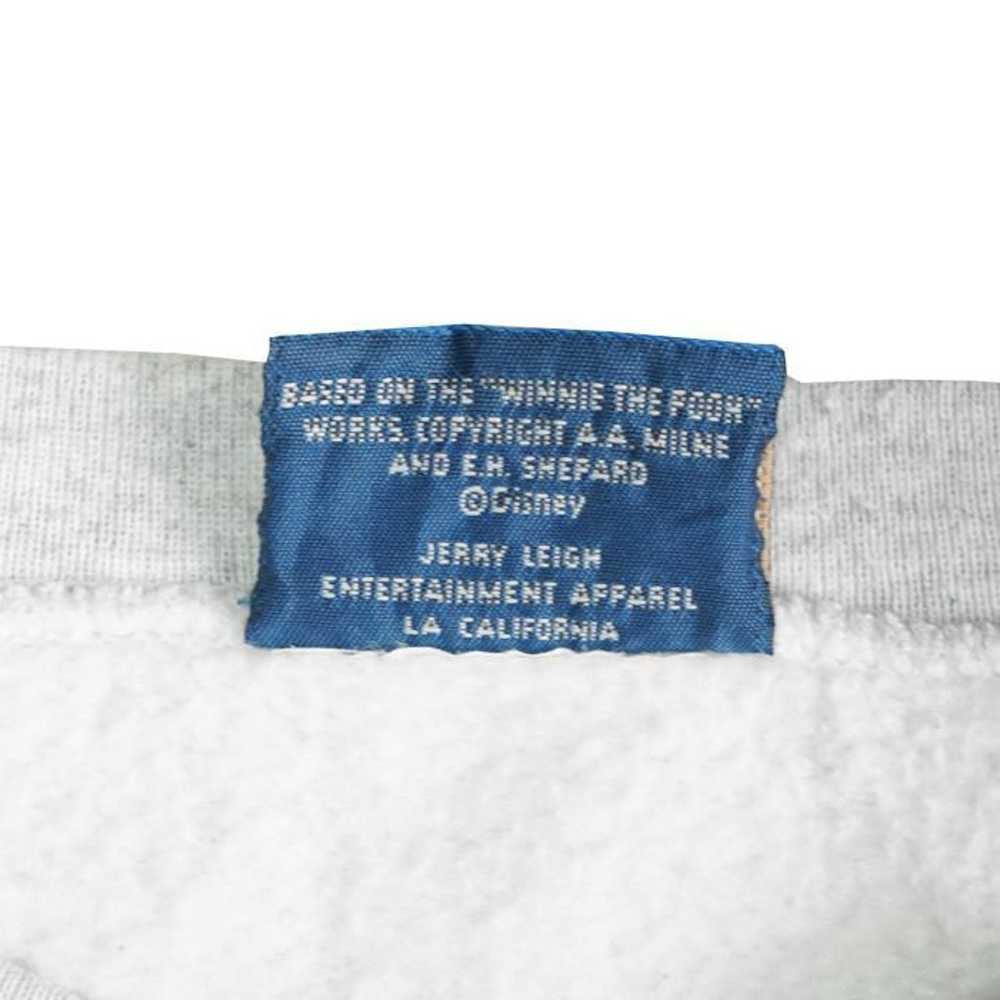 BASED ON THE "WINNIE THE POOH"
WORKS, COPYRIGHT A.A. MILNE
AND E.H. SHEPARD
©Disney
JERRY LEIGH
ENTERTAINMENT APPAREL
LA CALIFORNIA